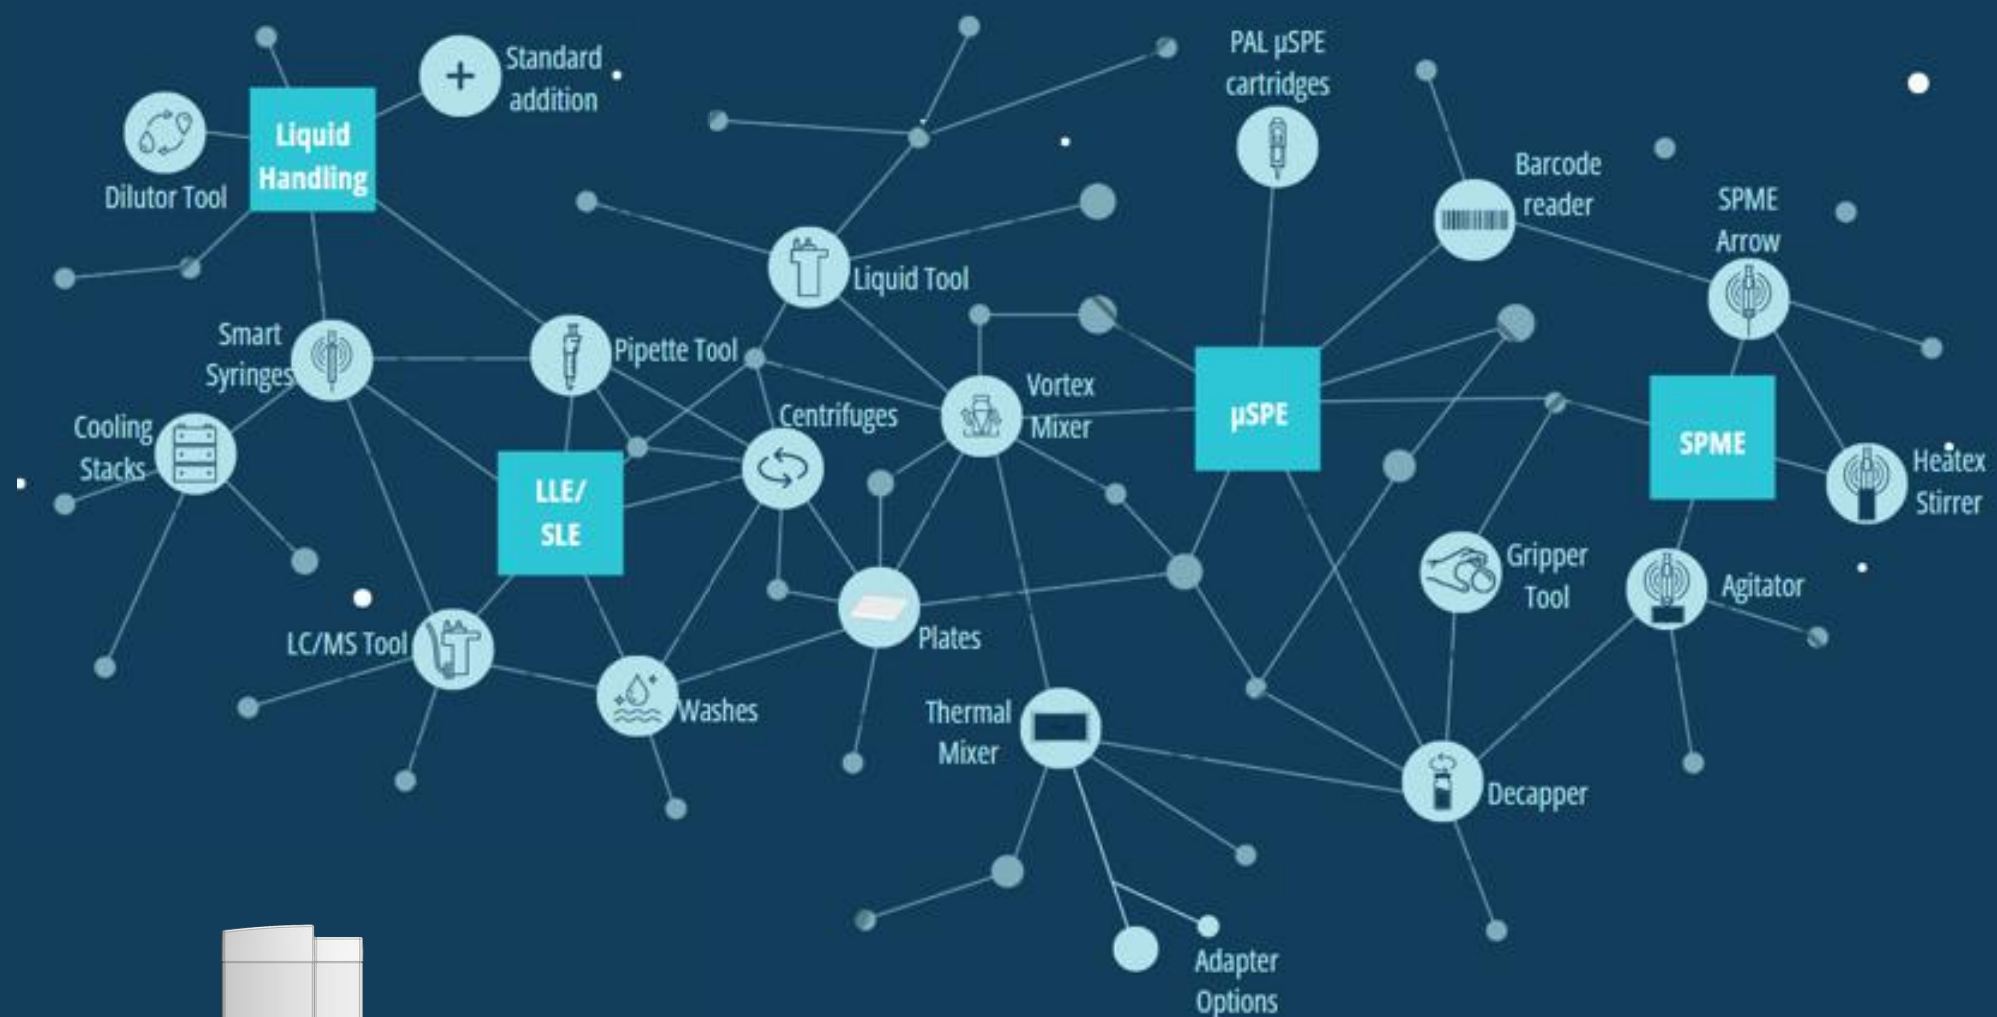 Standard
addition
Liquid
Handling
Dilutor Tool
PAL µSPE
cartridges
Barcode
reader
SPME
Arrow
Liquid Tool
Smart
Syringes
Pipette Tool
Vortex
Mixer
Centrifuges
Cooling
Stacks
µSPE
SPME
Heatex
Stirrer
LLE/
SLE
Gripper
Tool
Agitator
LC/MS Tool
Plates
Washes
Thermal
Mixer
Decapper
Adapter
Options